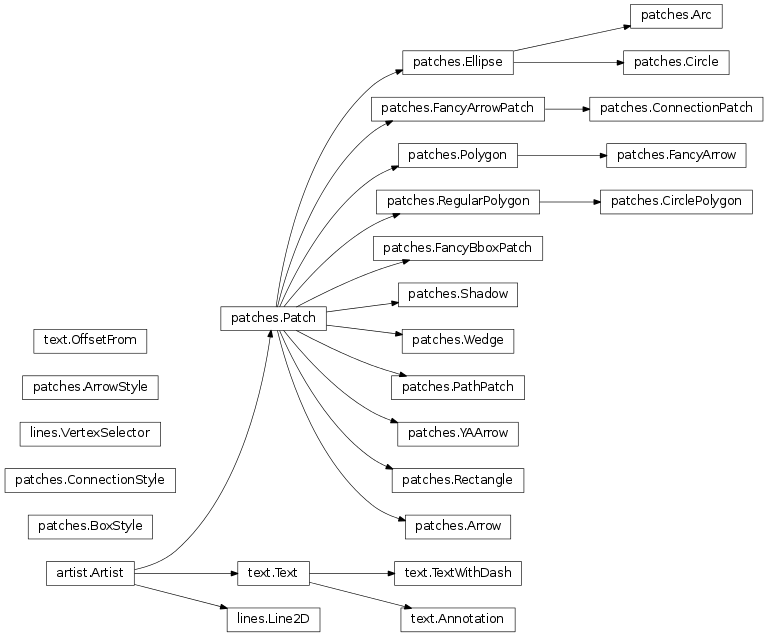 patches.Arc
patches.Ellipse
patches.Circle
patches.FancyArrowPatch
patches.ConnectionPatch
patches.Polygon
patches.FancyArrow
patches.RegularPolygon
patches.CirclePolygon
patches.FancyBboxPatch
patches.Shadow
patches.Patch
text.OffsetFrom
patches.Wedge
patches.ArrowStyle
patches.PathPatch
lines.VertexSelector
patches.YAArrow
patches.ConnectionStyle
patches.Rectangle
patches.BoxStyle
patches.Arrow
artist.Artist
text.Text
text.TextWithDash
lines.Line2D
text.Annotation